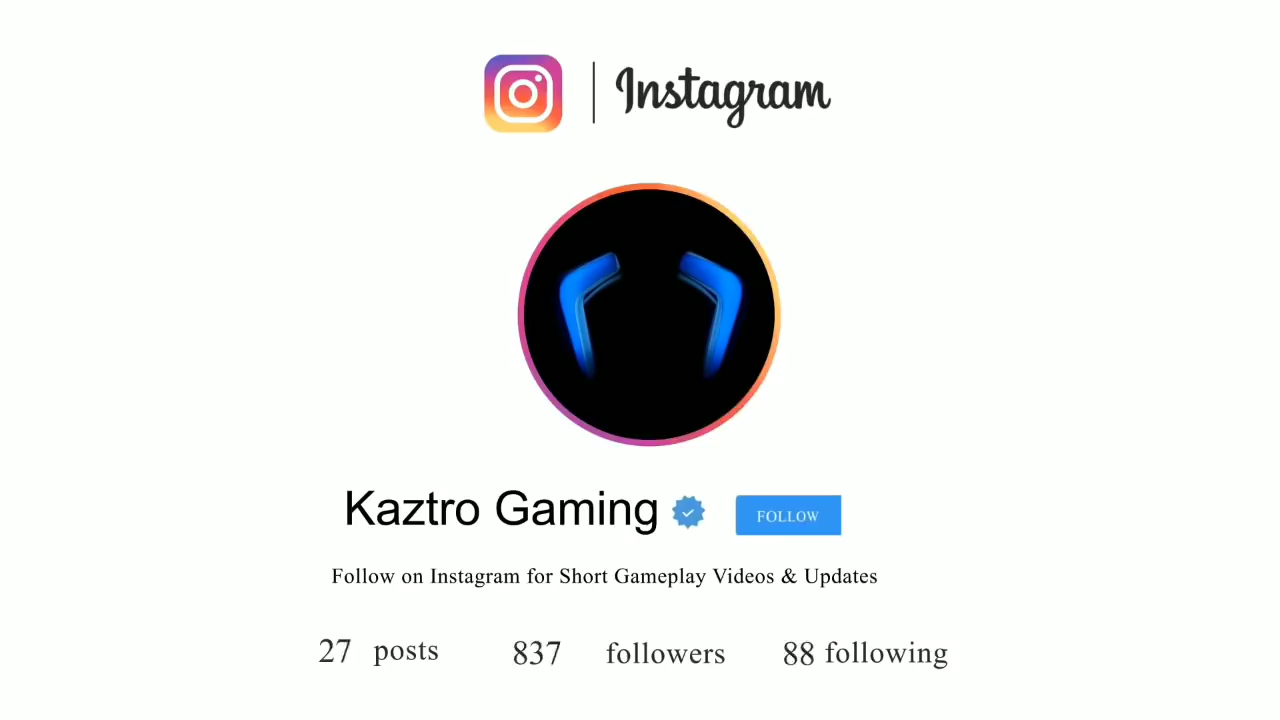 Instagram
Kaztro Gaming FOLLOW
Follow on Instagram for Short Gameplay Videos & Updates
27 posts 837 followers 88 following